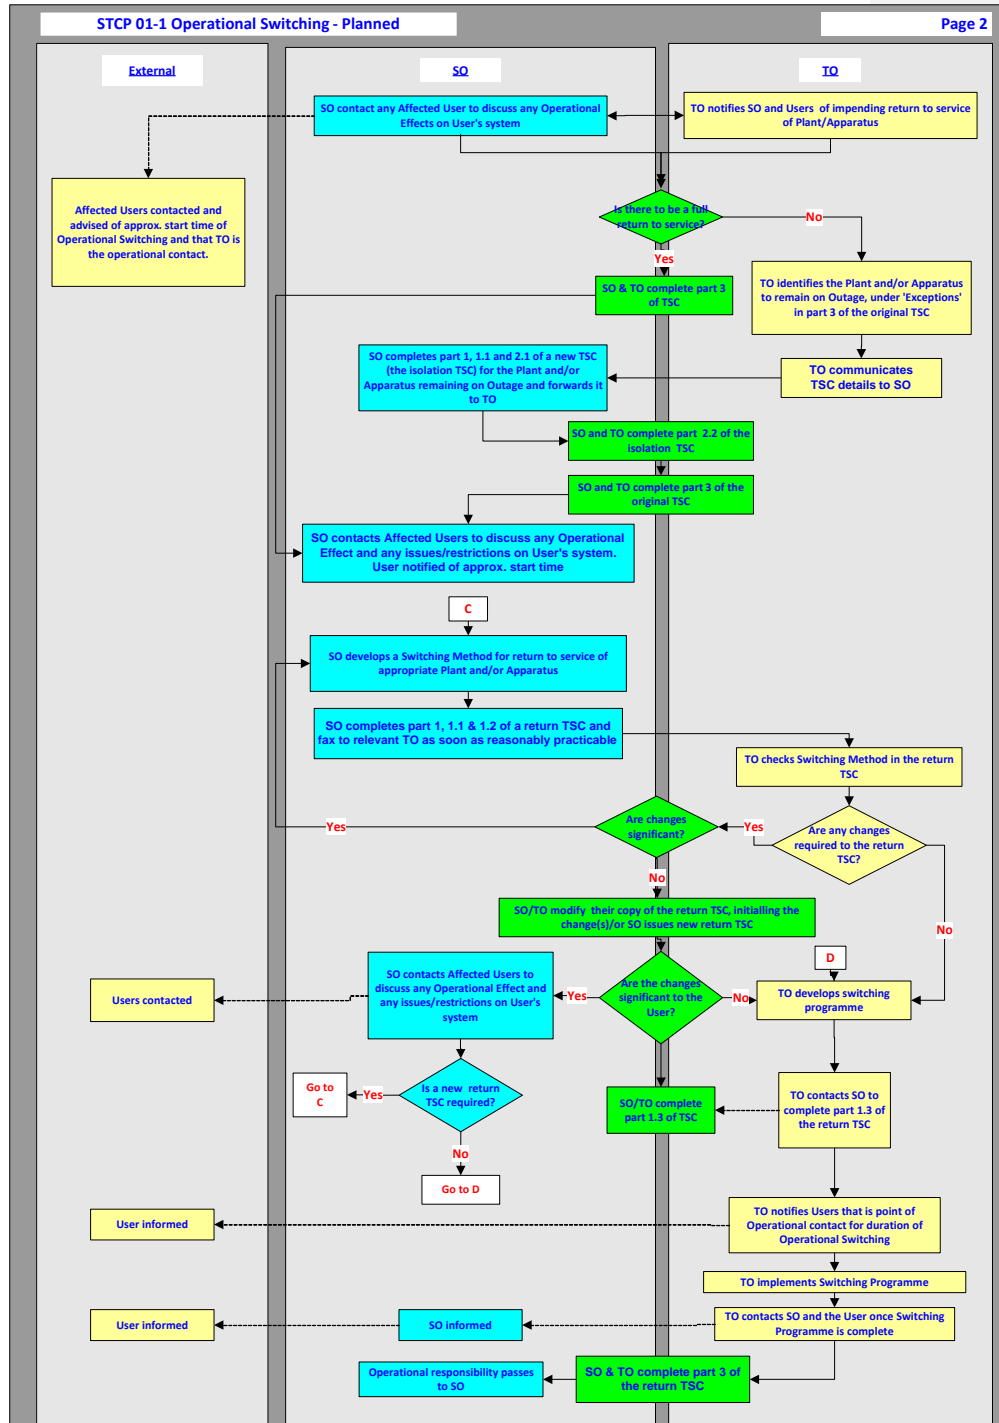 STCP 01-1 Operational Switching - Planned
Page 2
External
SO
TO
SO contact any Affected User to discuss any Operational
Effects on User's system
TO notifies SO and Users of impending return to service
of Plant/Apparatus
Affected Users contacted and
advised of approx. start time of
Operational Switching and that TO is
the operational contact.
Is there to be a full
return to service?
No
Yes
SO & TO complete part 3
of TSC
TO identifies the Plant and/or Apparatus
to remain on Outage, under 'Exceptions'
in part 3 of the original TSC
SO completes part 1, 1.1 and 2.1 of a new TSC
(the isolation TSC) for the Plant and/or
Apparatus remaining on Outage and forwards it
to TO
TO communicates
TSC details to SO
SO and TO complete part 2.2 of the
isolation TSC
SO and TO complete part 3 of the
original TSC
SO contacts Affected Users to discuss any Operational
Effect and any issues/restrictions on User's system.
User notified of approx. start time
C
SO develops a Switching Method for return to service of
appropriate Plant and/or Apparatus
SO completes part 1, 1.1 & 1.2 of a return TSC and
fax to relevant TO as soon as reasonably practicable
TO checks Switching Method in the return
TSC
Are changes
significant?
Yes
Yes
Are any changes
required to the return
TSC?
No
SO/TO modify their copy of the return TSC, initialling the
change(s)/or SO issues new return TSC
No
D
SO contacts Affected Users to
discuss any Operational Effect and
any issues/restrictions on User's
system
Users contacted
Yes
Are the changes
significant to the
User?
No
TO develops switching
programme
Go to
C
Yes
Is a new return
TSC required?
SO/TO complete
part 1.3 of TSC
TO contacts SO to
complete part 1.3 of
the return TSC
No
Go to D
User informed
TO notifies Users that is point of
Operational contact for duration of
Operational Switching
TO implements Switching Programme
User informed
SO informed
TO contacts SO and the User once Switching
Programme is complete
Operational responsibility passes
to SO
SO & TO complete part 3 of
the return TSC